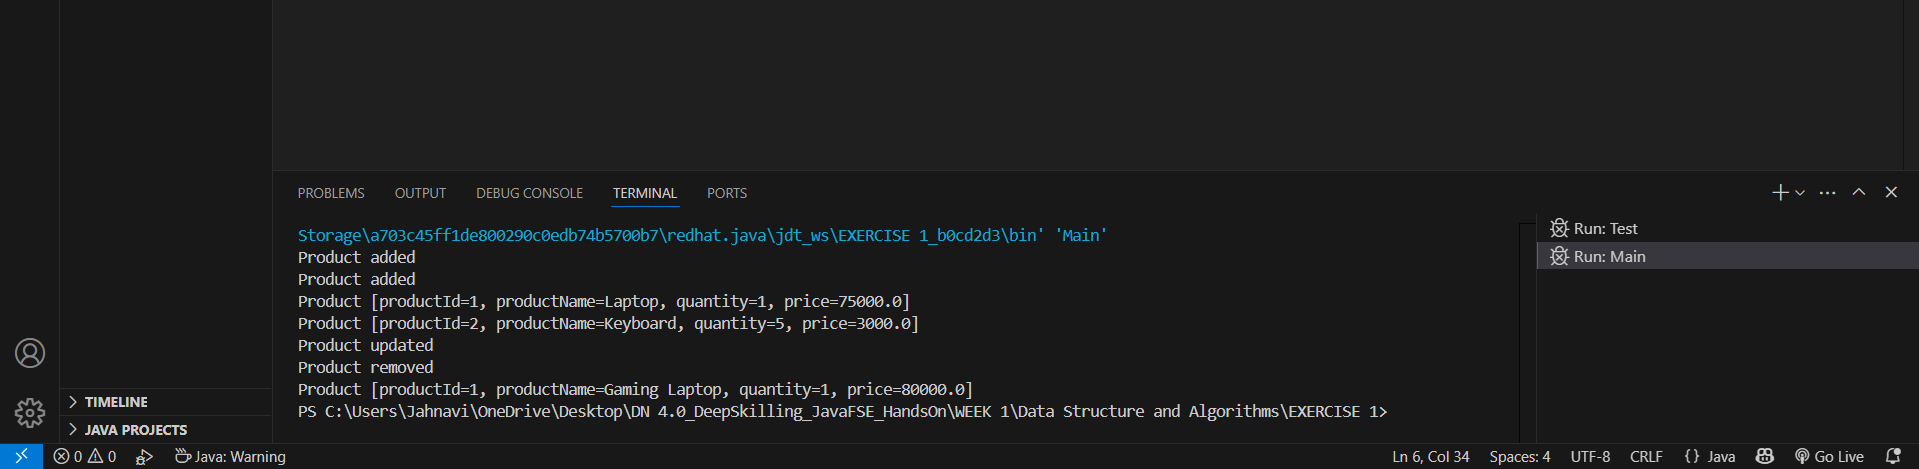 PROBLEMS OUTPUT DEBUG CONSOLE TERMINAL PORTS
Storage\a703c45ff1de800290c0edb74b5700b7\redhat.java\jdt_ws\EXERCISE 1_b0cd2d3\bin' 'Main'
Product added
Product added
Product [productId=1, productName=Laptop, quantity=1, price=75000.0]
Product [productId=2, productName=Keyboard, quantity=5, price=3000.0]
Product updated
Product removed
Product [productId=1, productName=Gaming Laptop, quantity=1, price=80000.0]
PS C:\Users\Jahnavi\OneDrive\Desktop\DN 4.0_DeepSkilling_JavaFSE_HandsOn\WEEK 1\Data Structure and Algorithms\EXERCISE 1>
Run: Test
Run: Main
TIMELINE
JAVA PROJECTS
0 0 Java: Warning Ln 6, Col 34 Spaces: 4 UTF-8 CRLF {} Java Go Live